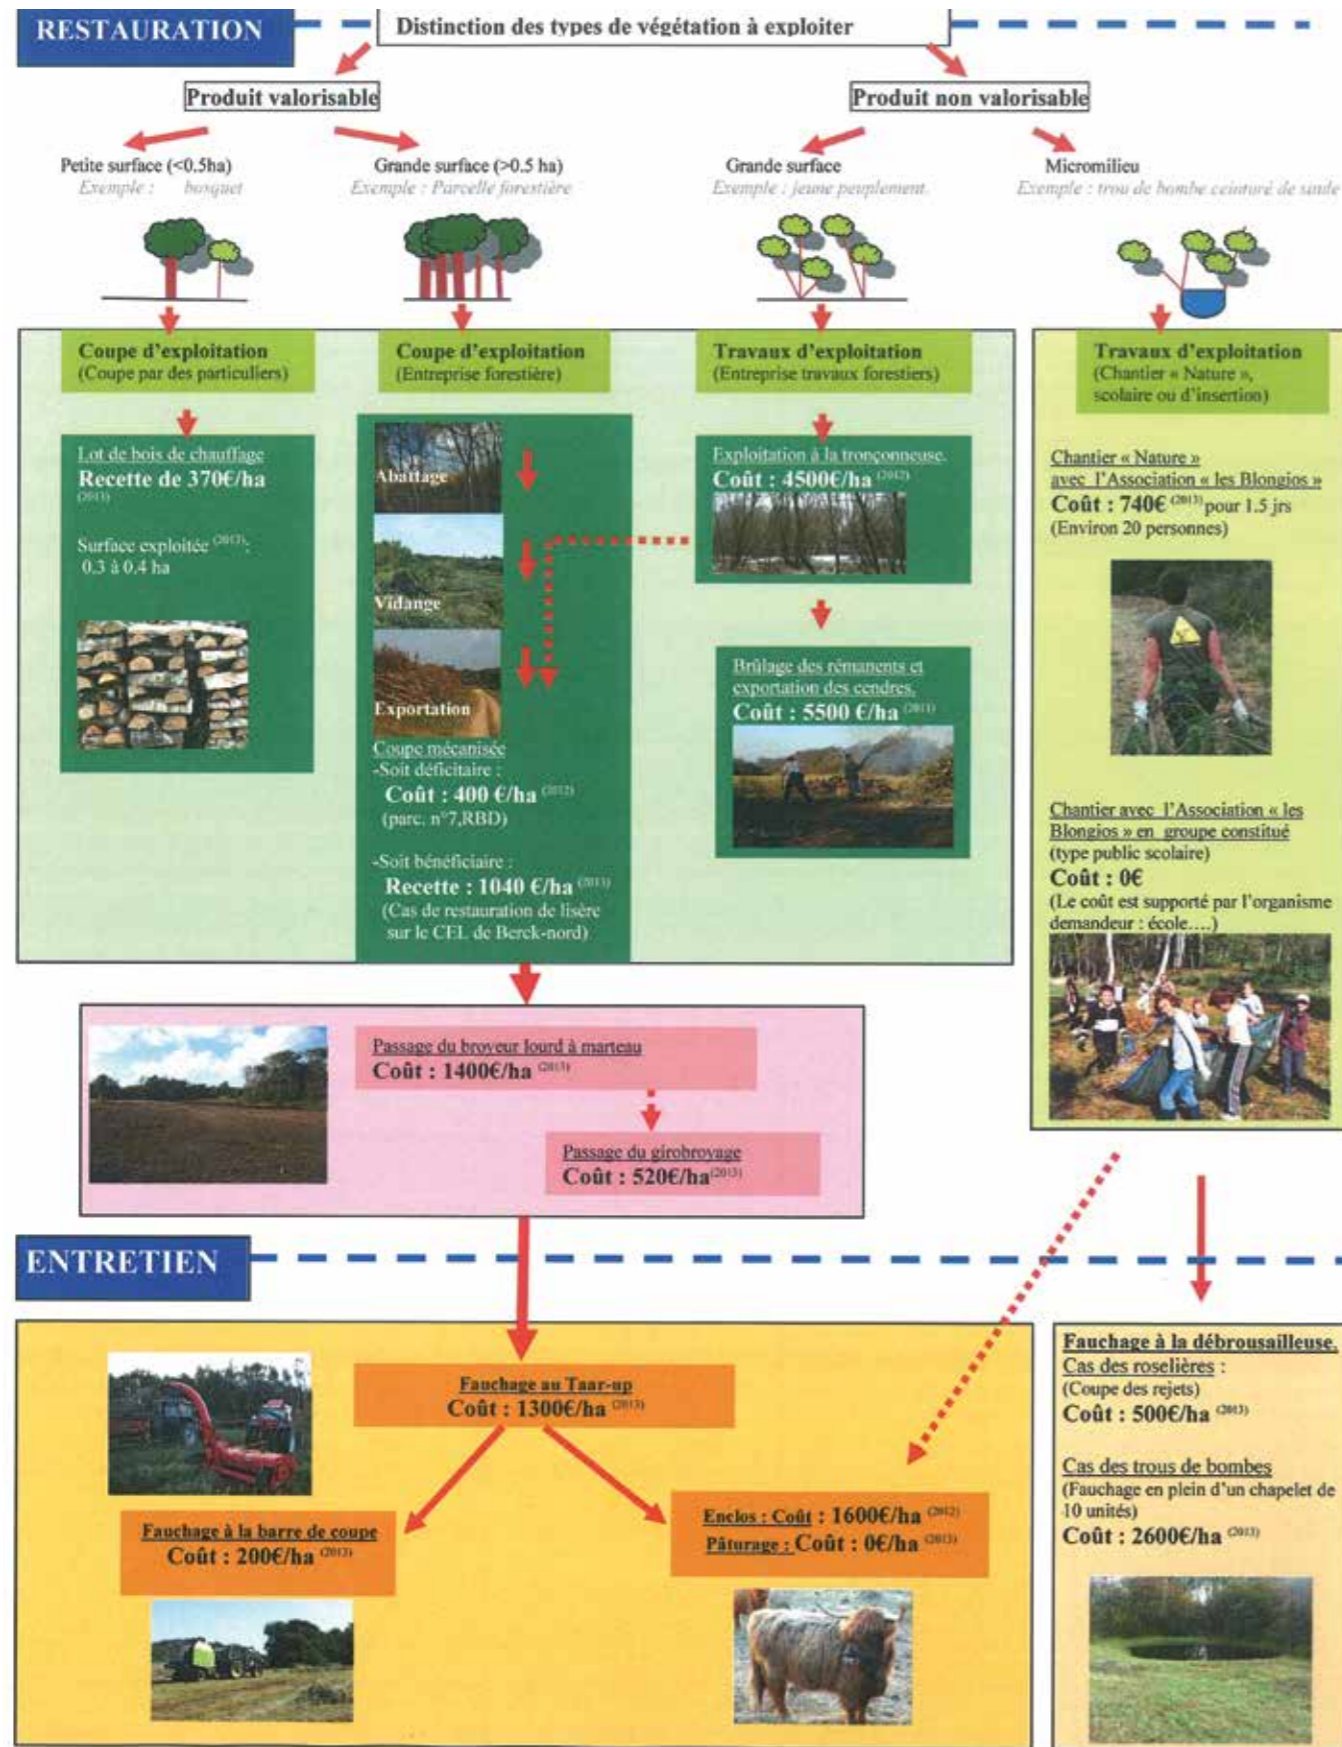 RESTAURATION
Distinction des types de végétation à exploiter
Produit valorisable
Produit non valorisable
Petite surface (<0.5ha)
Exemple : bosquet
Grande surface (>0.5 ha)
Exemple : Parcelle forestière
Grande surface
Exemple : jeune peuplement.
Micromilieu
Exemple : trou de bombe ceinturé de saule
Coupe d'exploitation
(Coupe par des particuliers)
Lot de bois de chauffage
Recette de 370€/ha
(2013)
Surface exploitée (2013):
0.3 à 0.4 ha
Coupe d'exploitation
(Entreprise forestière)
Abattage
Vidange
Exportation
Coupe mécanisée
-Soit déficitaire :
Coût : 400 €/ha (2012)
(parc. n°7,RBD)
-Soit bénéficiaire :
Recette : 1040 €/ha (2013)
(Cas de restauration de lisère
sur le CEL de Berck-nord)
Travaux d'exploitation
(Entreprise travaux forestiers)
Exploitation à la tronçonneuse.
Coût : 4500€/ha (2012)
Brûlage des rémanents et
exportation des cendres.
Coût : 5500 €/ha (2011)
Travaux d'exploitation
(Chantier « Nature »,
scolaire ou d'insertion)
Chantier « Nature »
avec l'Association « les Blongios »
Coût : 740€ (2013) pour 1.5 jrs
(Environ 20 personnes)
Chantier avec l'Association « les
Blongios » en groupe constitué
(type public scolaire)
Coût : 0€
(Le coût est supporté par l'organisme
demandeur : école….)
Passage du broyeur lourd à marteau
Coût : 1400€/ha (2013)
Passage du girobroyage
Coût : 520€/ha (2013)
ENTRETIEN
Fauchage au Taar-up
Coût : 1300€/ha (2013)
Fauchage à la barre de coupe
Coût : 200€/ha (2013)
Enclos : Coût : 1600€/ha (2012)
Pâturage : Coût : 0€/ha (2013)
Fauchage à la débrousailleuse.
Cas des roselières :
(Coupe des rejets)
Coût : 500€/ha (2013)
Cas des trous de bombes
(Fauchage en plein d'un chapelet de
10 unités)
Coût : 2600€/ha (2013)